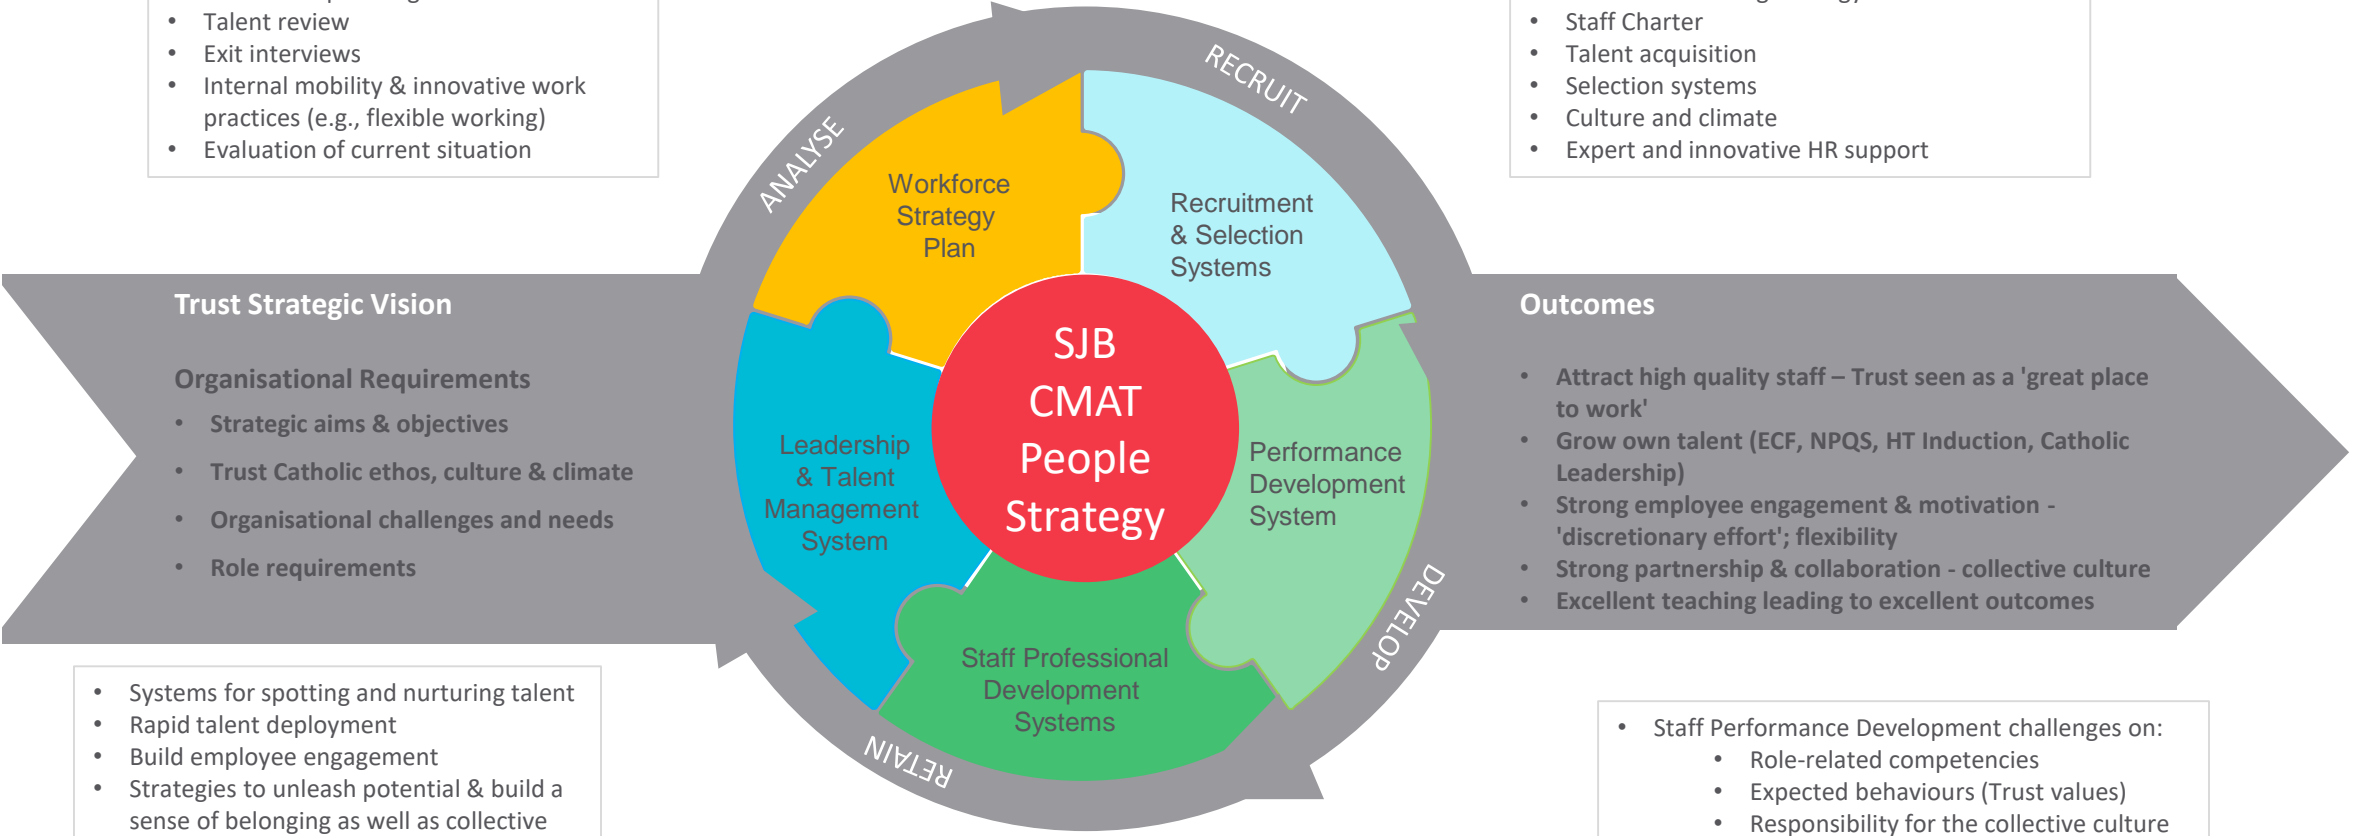 • Talent review
• Exit interviews
• Internal mobility & innovative work
practices (e.g., flexible working)
• Evaluation of current situation
• Staff Charter
• Talent acquisition
• Selection systems
• Culture and climate
• Expert and innovative HR support
ANALYSE
RECRUIT
DEVELOP
RETAIN
Workforce
Strategy
Plan
Recruitment
& Selection
Systems
Performance
Development
System
Staff Professional
Development
Systems
Leadership
& Talent
Management
System
SJB
CMAT
People
Strategy
Trust Strategic Vision
Organisational Requirements
• Strategic aims & objectives
• Trust Catholic ethos, culture & climate
• Organisational challenges and needs
• Role requirements
Outcomes
• Attract high quality staff – Trust seen as a 'great place
to work'
• Grow own talent (ECF, NPQS, HT Induction, Catholic
Leadership)
• Strong employee engagement & motivation -
'discretionary effort'; flexibility
• Strong partnership & collaboration - collective culture
• Excellent teaching leading to excellent outcomes
• Systems for spotting and nurturing talent
• Rapid talent deployment
• Build employee engagement
• Strategies to unleash potential & build a
sense of belonging as well as collective
• Staff Performance Development challenges on:
• Role-related competencies
• Expected behaviours (Trust values)
• Responsibility for the collective culture